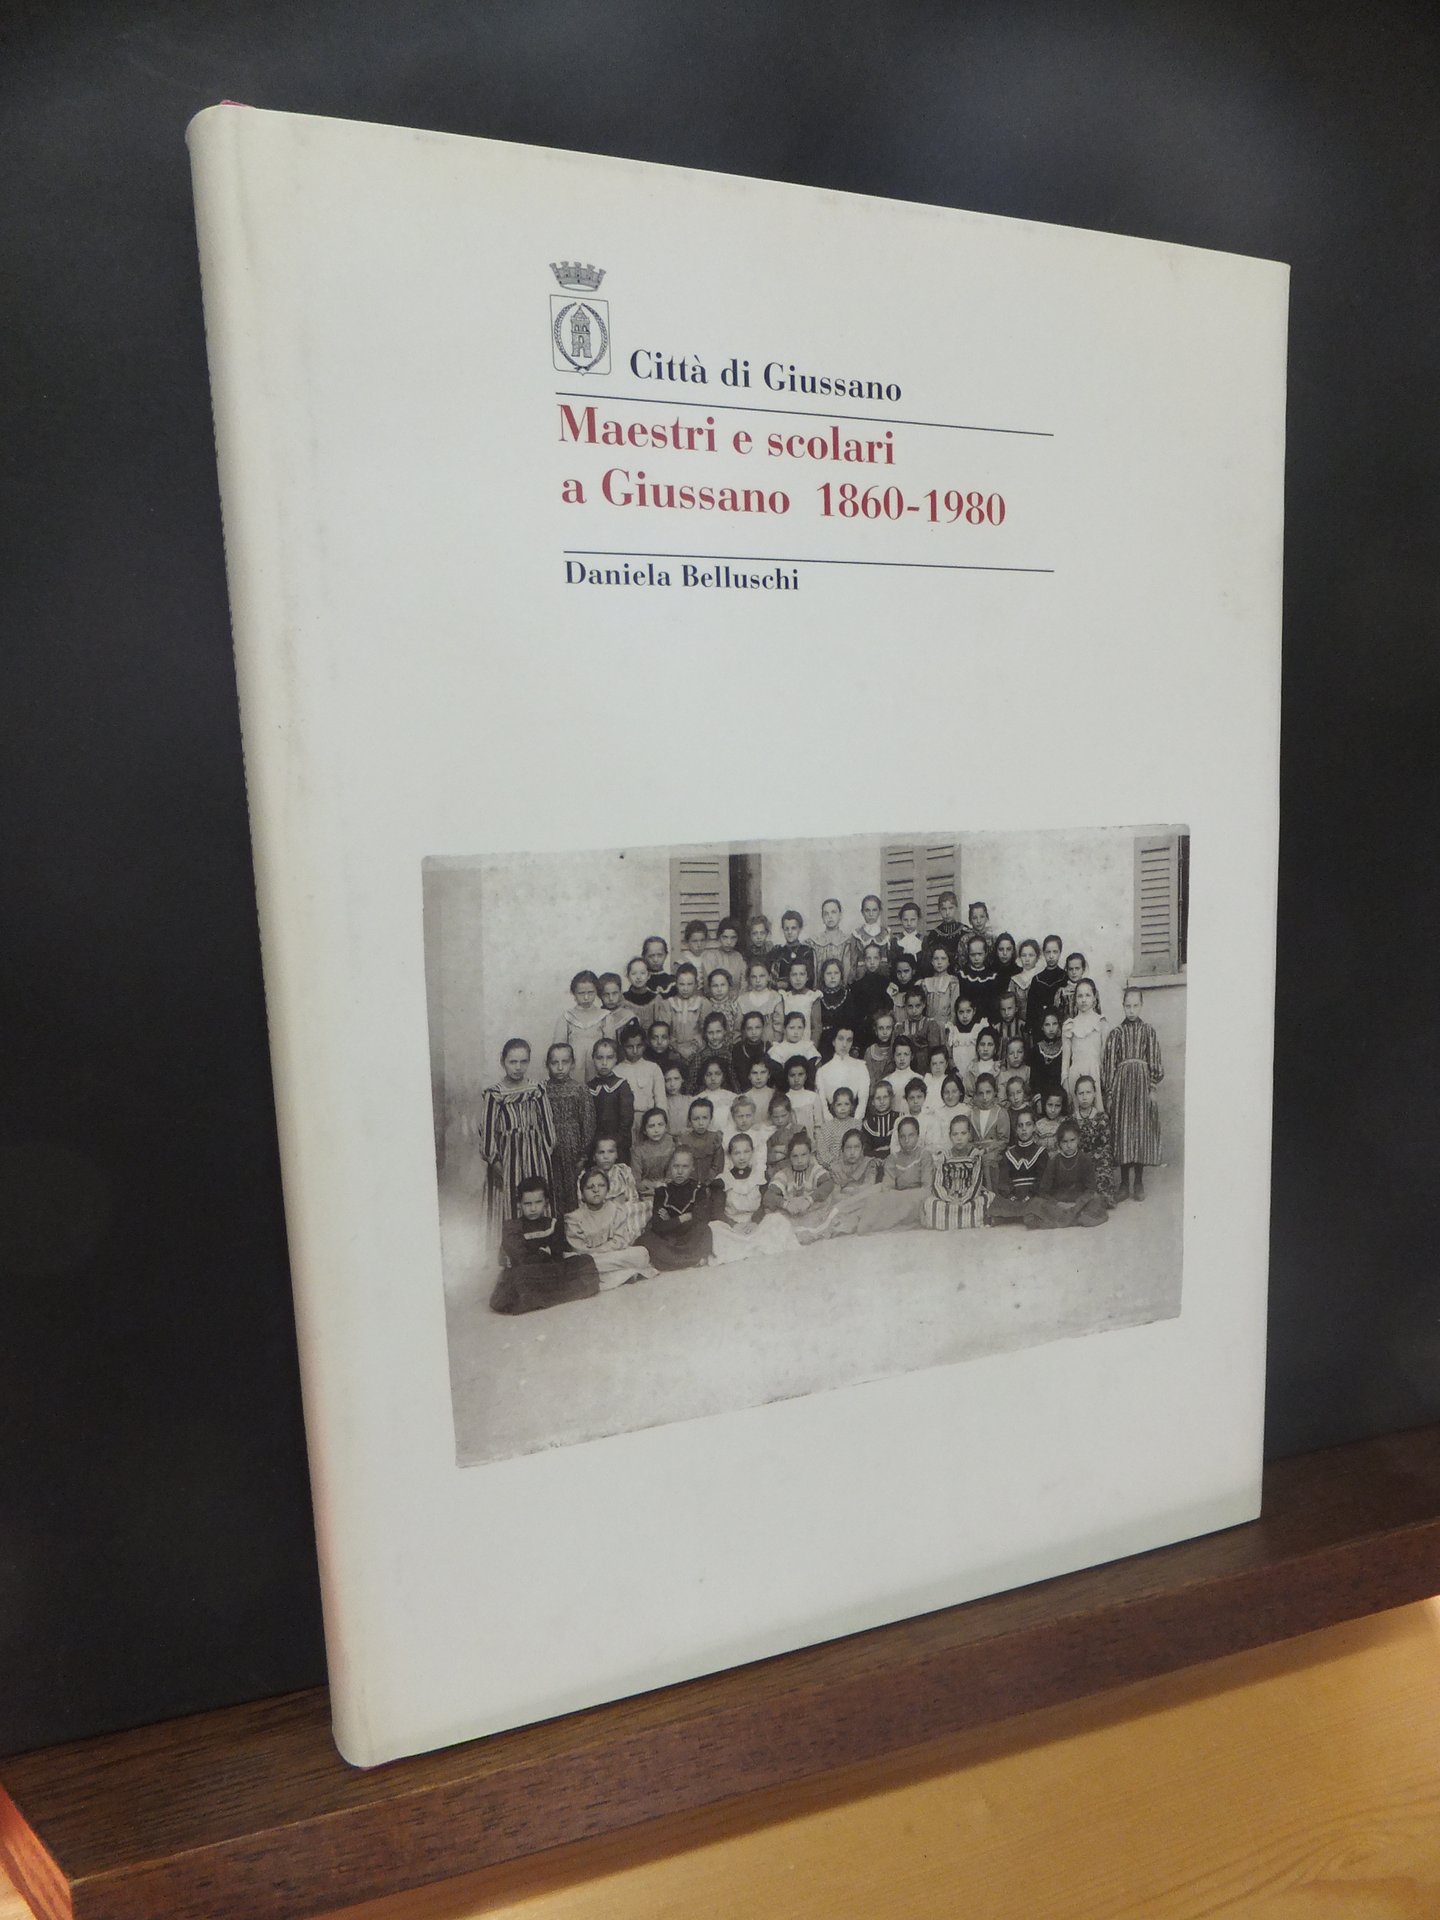 Città di Giussano
Maestri e scolari
a Giussano 1860-1980
Daniela Belluschi